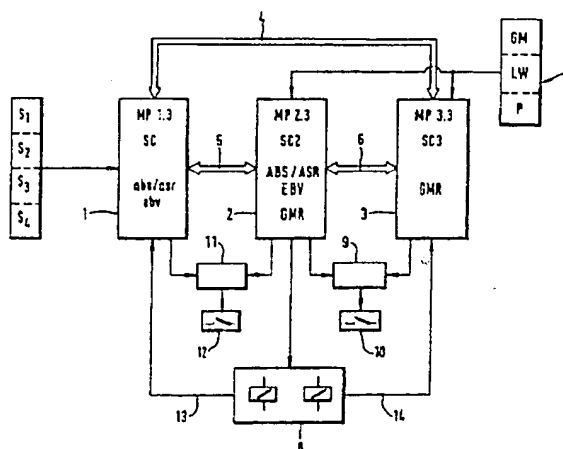 4
GM
LW
P
S1
S2
S3
S4
MP 1.3
SC
abs/asr
ebv
1
5
MP 2.3
SC2
ABS/ASR
EBV
GMR
2
6
MP 3.3
SC3
GMR
3
11
9
12
10
13
14
8